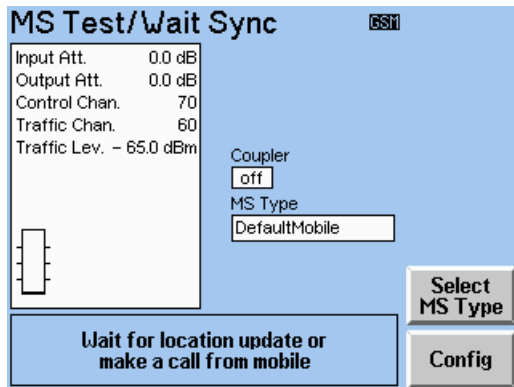 MS Test/Wait Sync
GSM
Input Att. 0.0 dB
Output Att. 0.0 dB
Control Chan. 70
Traffic Chan. 60
Traffic Lev. – 65.0 dBm
Coupler
off
MS Type
DefaultMobile
Select
MS Type
Wait for location update or
make a call from mobile
Config